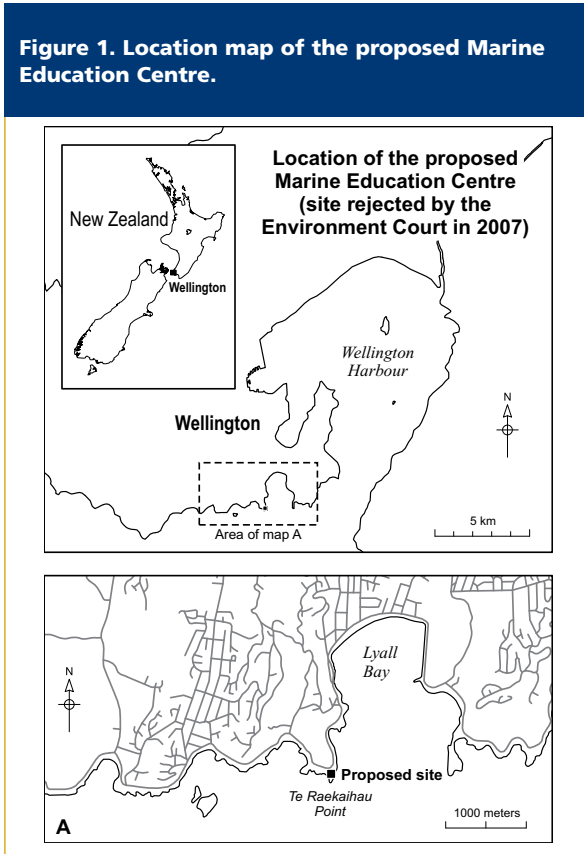 Figure 1. Location map of the proposed Marine
Education Centre.
Location of the proposed
Marine Education Centre
(site rejected by the
Environment Court in 2007)
New Zealand
Wellington
Wellington
Harbour
Wellington
N
5 km
Area of map A
N
Lyall
Bay
Proposed site
Te Raekaihau
Point
1000 meters
A